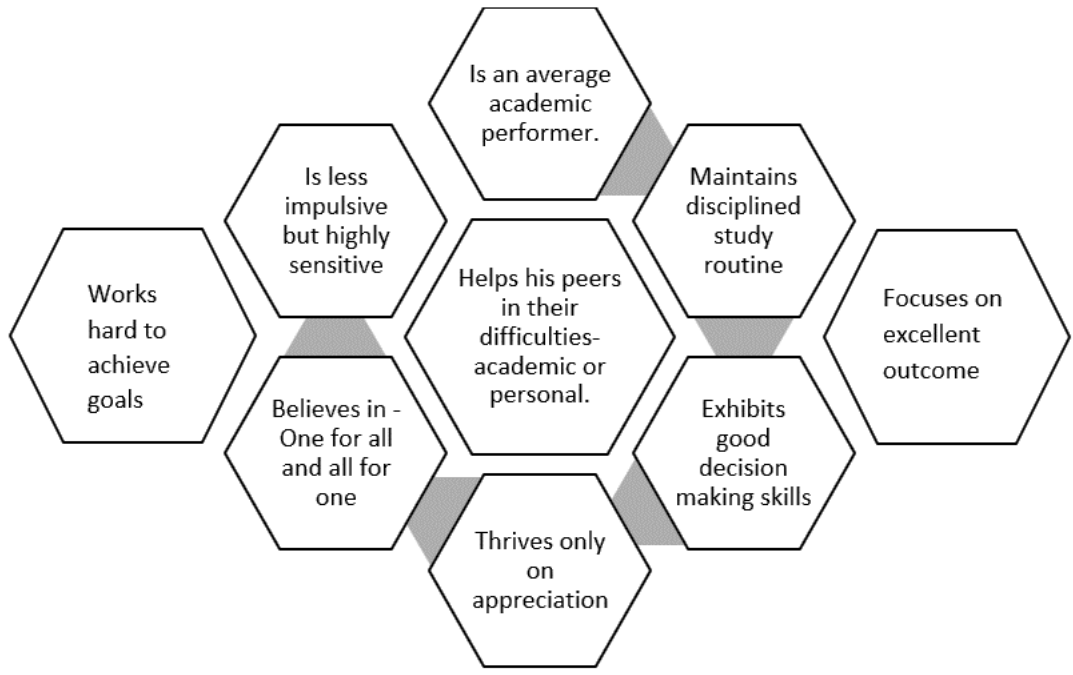 Is an average
academic
performer.
Is less
impulsive
but highly
sensitive
Maintains
disciplined
study
routine
Works
hard to
achieve
goals
Helps his peers
in their
difficulties-
academic or
personal.
Focuses on
excellent
outcome
Believes in -
One for all
and all for
one
Exhibits
good
decision
making skills
Thrives only
on
appreciation